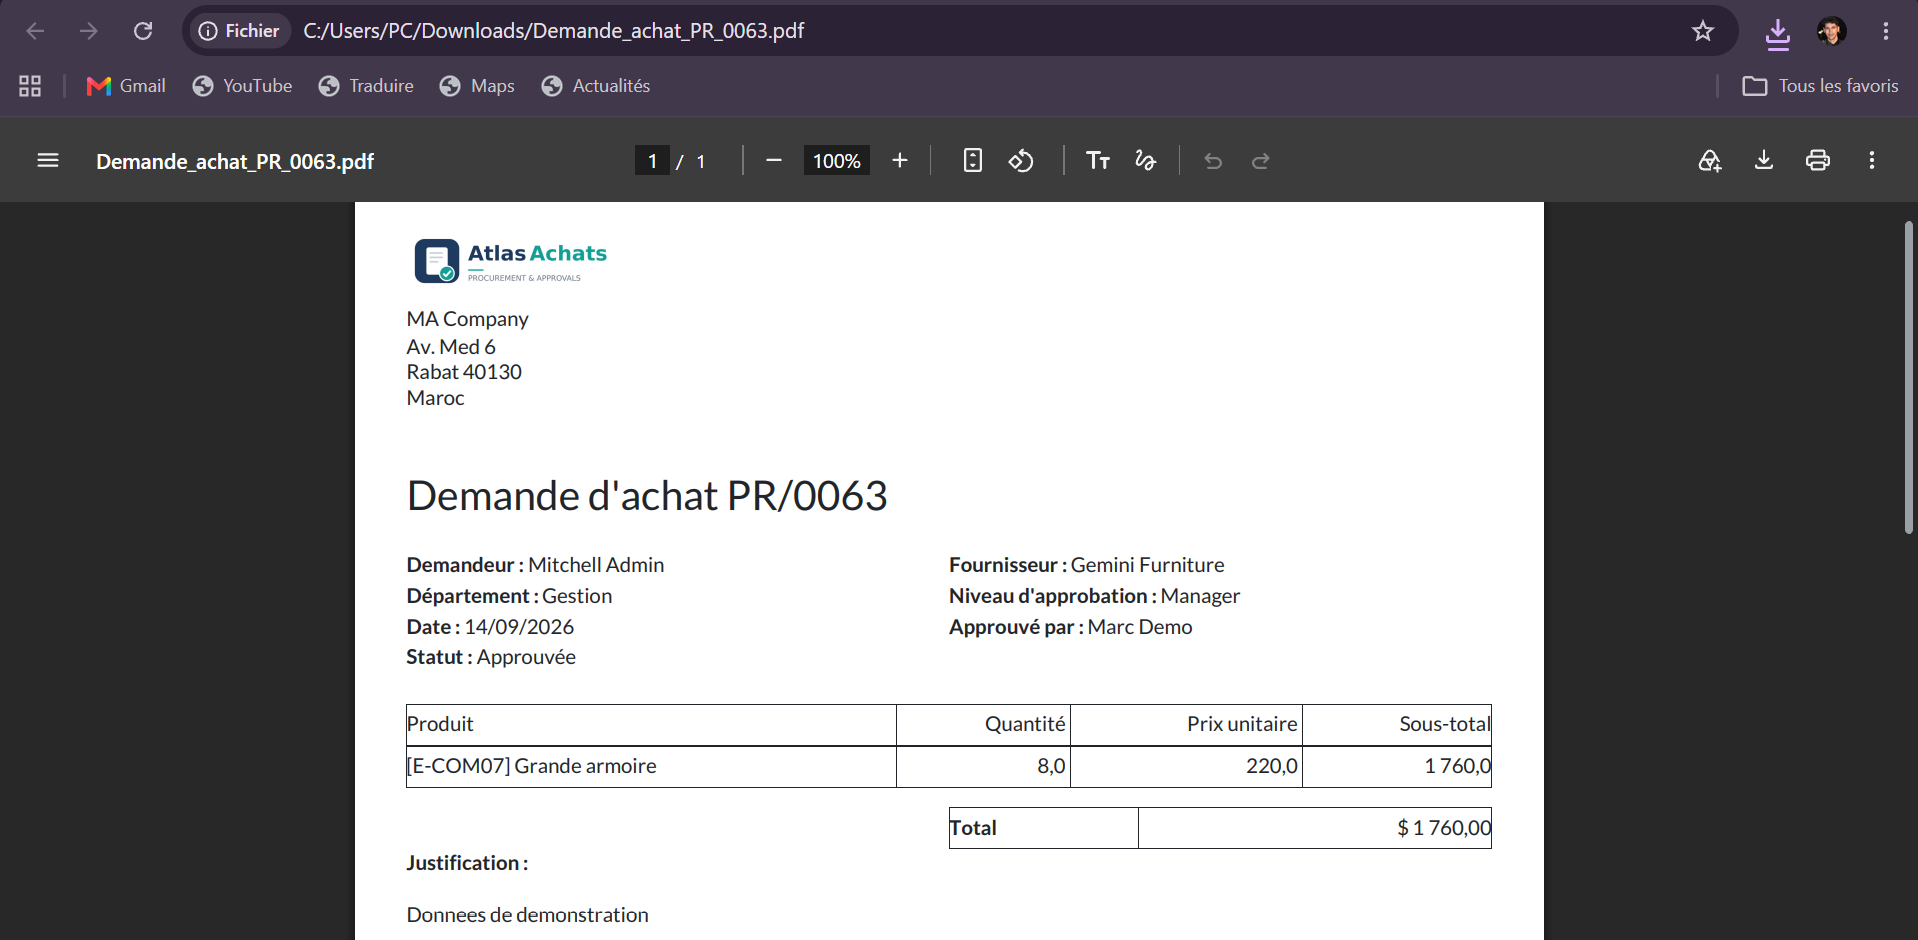 Fichier C:/Users/PC/Downloads/Demande_achat_PR_0063.pdf
Gmail YouTube Traduire Maps Actualités Tous les favoris
Demande_achat_PR_0063.pdf 1 / 1 100%
Atlas Achats
PROCUREMENT & APPROVALS
MA Company
Av. Med 6
Rabat 40130
Maroc
Demande d'achat PR/0063
Demandeur : Mitchell Admin
Département : Gestion
Date : 14/09/2026
Statut : Approuvée
Fournisseur : Gemini Furniture
Niveau d'approbation : Manager
Approuvé par : Marc Demo
Produit Quantité Prix unitaire Sous-total
[E-COM07] Grande armoire 8,0 220,0 1 760,0
Total $ 1 760,00
Justification :
Donnees de demonstration